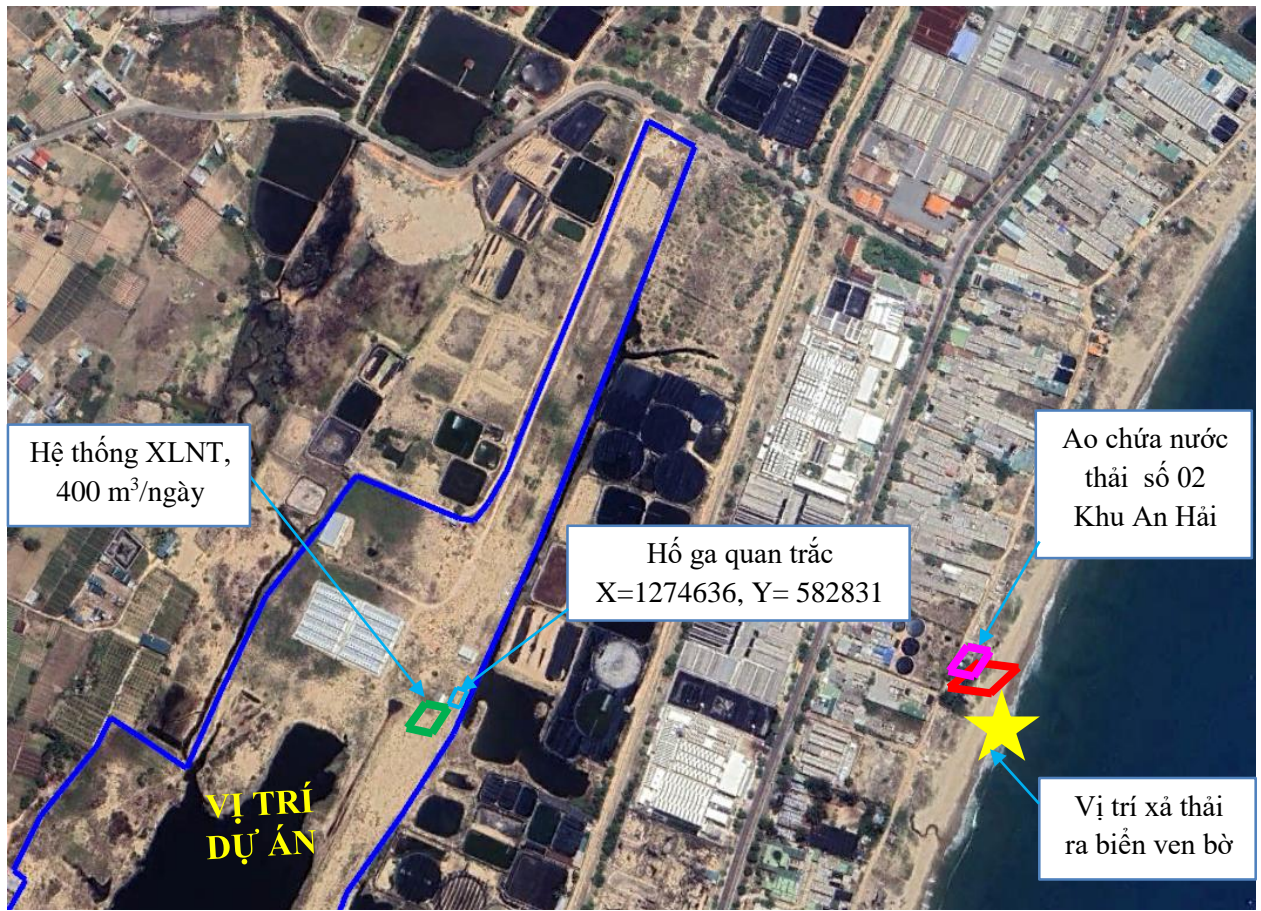 Hệ thống XLNT,
400 m³/ngày
Hố ga quan trắc
X=1274636, Y= 582831
Ao chứa nước
thải số 02
Khu An Hải
Vị trí xả thải
ra biển ven bờ
VỊ TRÍ
DỰ ÁN